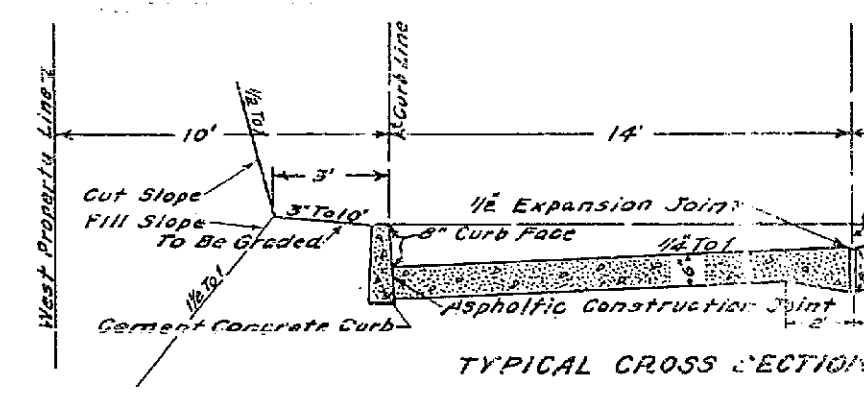 West Property Line
½ To 1
℄ Curb Line
10'
14'
3'
Cut Slope
Fill Slope
3" To 10'
To Be Graded.
½" Expansion Joint
8" Curb Face
¼" To 1
6"
1½ To 1
Asphaltic Construction Joint
Cement Concrete Curb
2'
TYPICAL CROSS SECTION